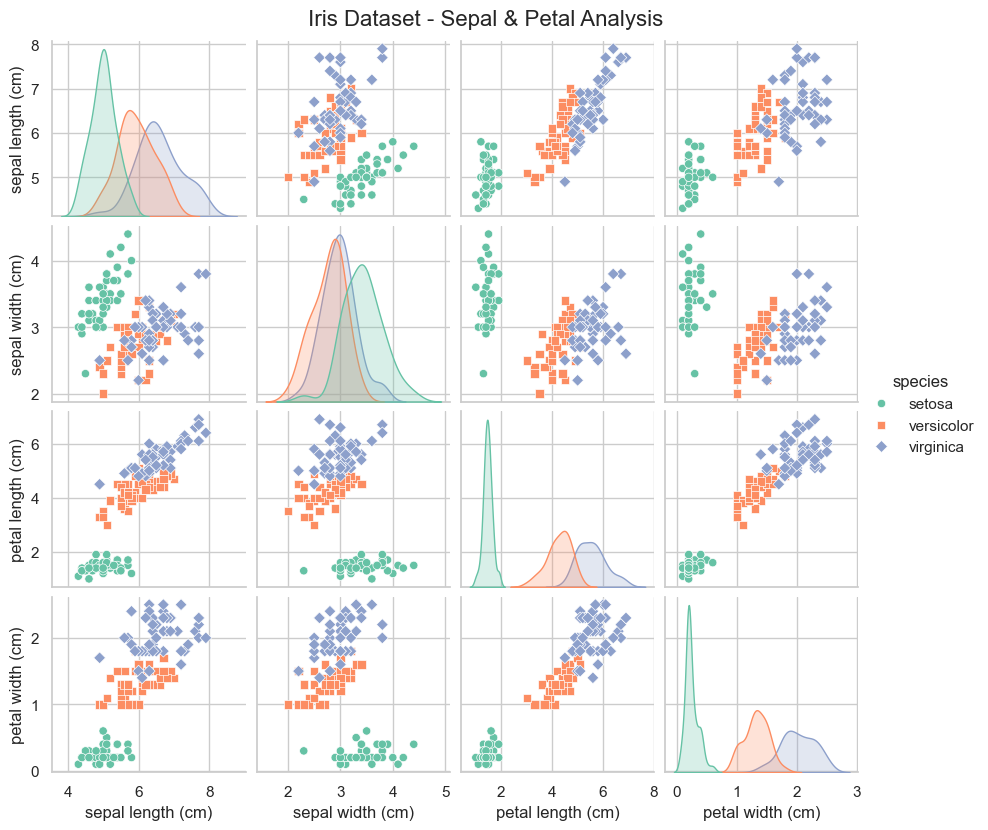 Iris Dataset - Sepal & Petal Analysis
sepal length (cm)
8
7
6
5
sepal width (cm)
4
3
2
petal length (cm)
6
4
2
petal width (cm)
2
1
0
4 6 8
2 3 4 5
2 4 6 8
0 1 2 3
sepal length (cm)
sepal width (cm)
petal length (cm)
petal width (cm)
species
setosa
versicolor
virginica